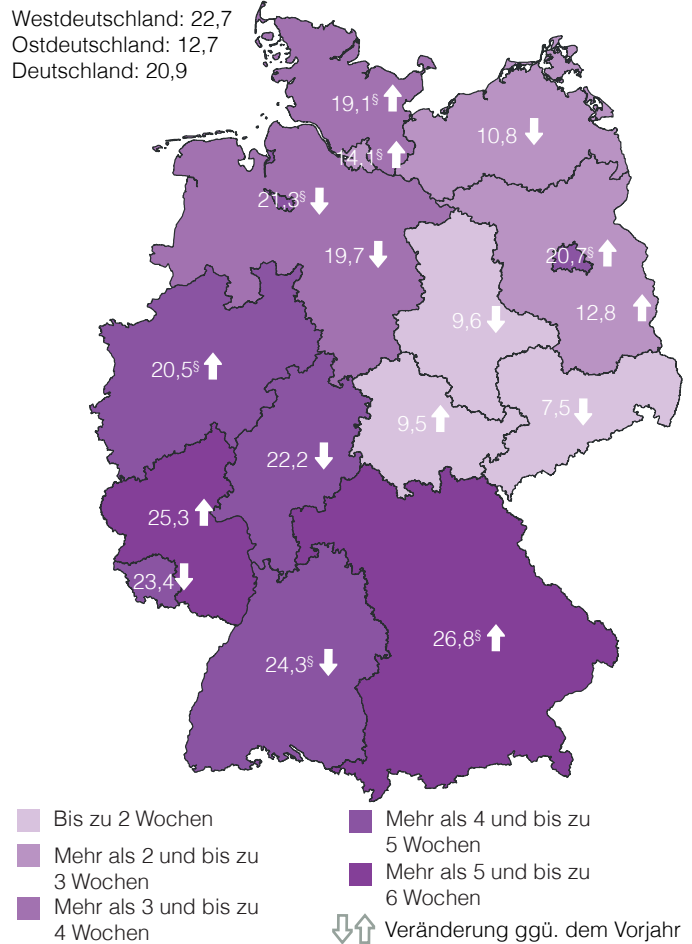 Westdeutschland: 22,7
Ostdeutschland: 12,7
Deutschland: 20,9
19,1§
10,8
14,1§
21,3§
19,7
20,7§
12,8
9,6
20,5§
9,5
7,5
22,2
25,3
23,4
26,8§
24,3§
Bis zu 2 Wochen
Mehr als 2 und bis zu
3 Wochen
Mehr als 3 und bis zu
4 Wochen
Mehr als 4 und bis zu
5 Wochen
Mehr als 5 und bis zu
6 Wochen
Veränderung ggü. dem Vorjahr